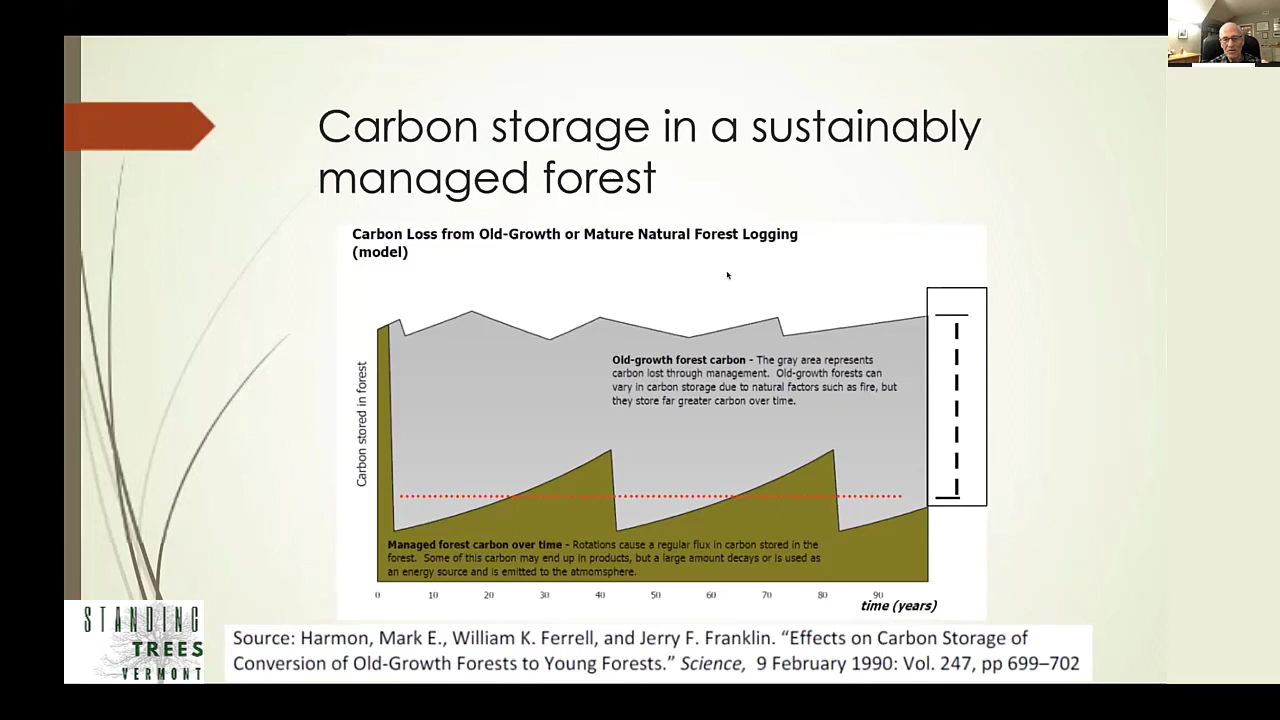 Carbon storage in a sustainably
managed forest
Carbon Loss from Old-Growth or Mature Natural Forest Logging
(model)
Carbon stored in forest
Old-growth forest carbon - The gray area represents
carbon lost through management. Old-growth forests can
vary in carbon storage due to natural factors such as fire, but
they store far greater carbon over time.
Managed forest carbon over time - Rotations cause a regular flux in carbon stored in the
forest. Some of this carbon may end up in products, but a large amount decays or is used as
an energy source and is emitted to the atmomsphere.
0 10 20 30 40 50 60 70 80 90
time (years)
STANDING
TREES
VERMONT
Source: Harmon, Mark E., William K. Ferrell, and Jerry F. Franklin. “Effects on Carbon Storage of
Conversion of Old-Growth Forests to Young Forests.” Science, 9 February 1990: Vol. 247, pp 699–702